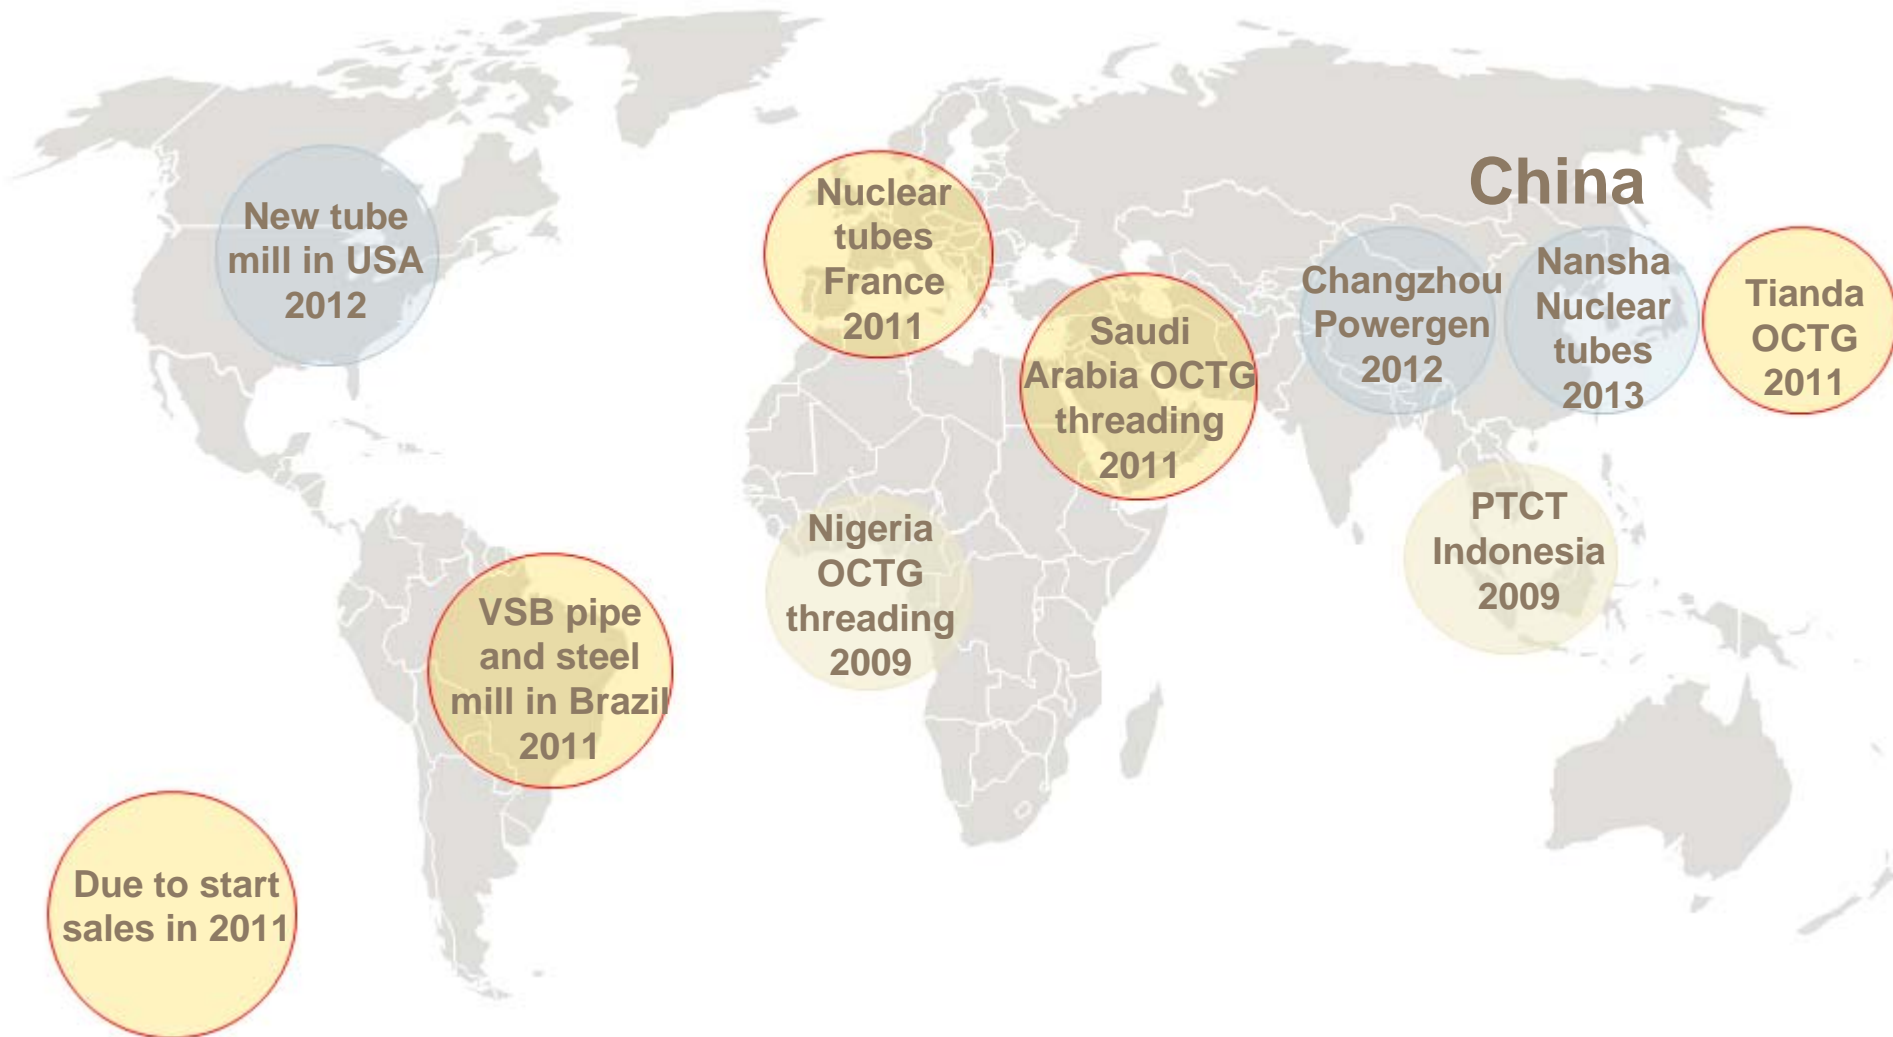 New tube
mill in USA
2012
Nuclear
tubes
France
2011
Saudi
Arabia OCTG
threading
2011
China
Changzhou
Powergen
2012
Nansha
Nuclear
tubes
2013
Tianda
OCTG
2011
PTCT
Indonesia
2009
Nigeria
OCTG
threading
2009
VSB pipe
and steel
mill in Brazil
2011
Due to start
sales in 2011